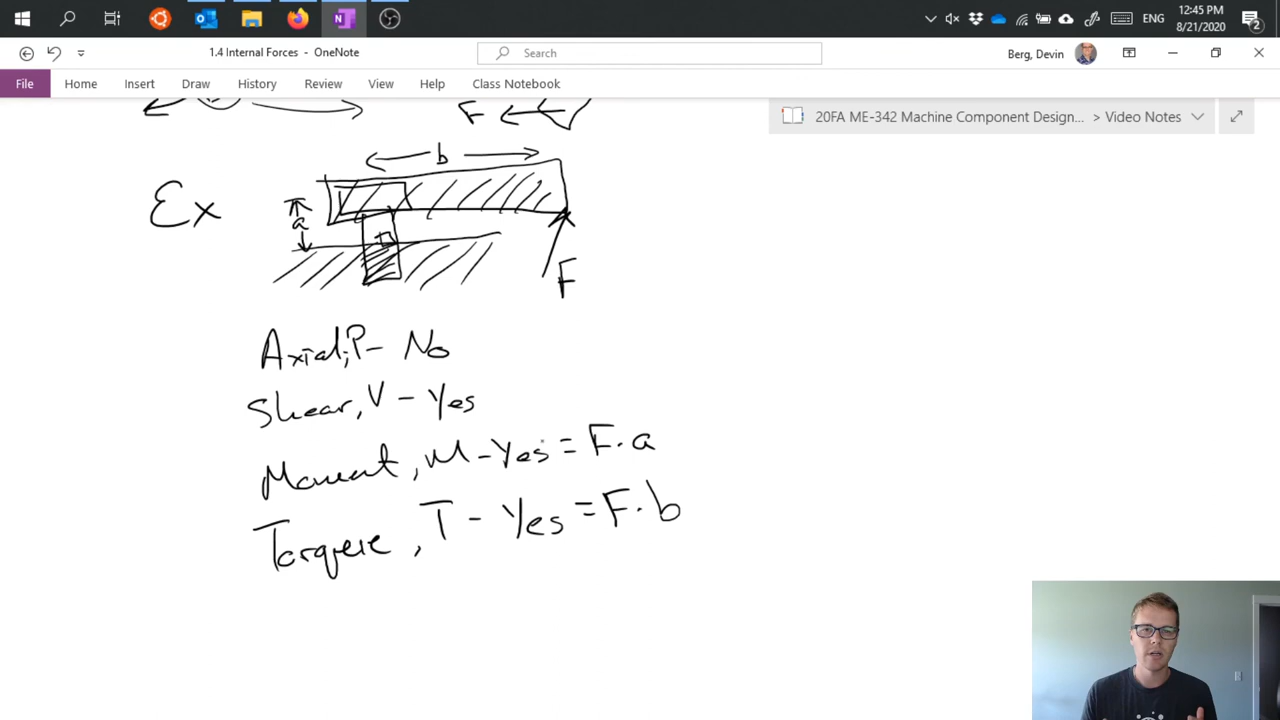 12:45 PM
ENG
8/21/2020
2
1.4 Internal Forces - OneNote
Search
Berg, Devin
File Home Insert Draw History Review View Help Class Notebook
20FA ME-342 Machine Component Design... > Video Notes
F
b
Ex
a
F
Axial, P - No
Shear, V - Yes
Moment, M - Yes = F · a
Torque, T - Yes = F · b